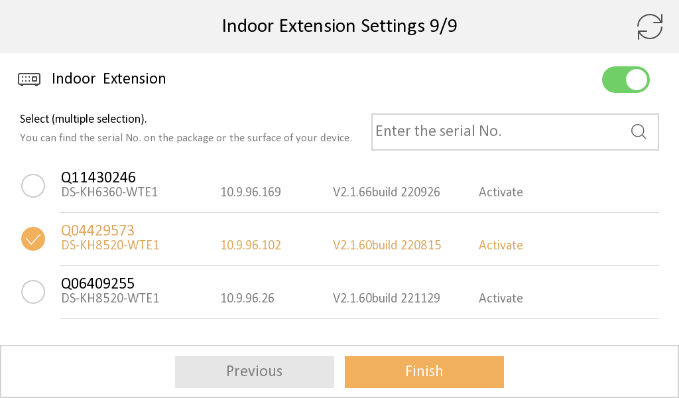 Indoor Extension Settings 9/9
Indoor Extension
Select (multiple selection).
You can find the serial No. on the package or the surface of your device.
Enter the serial No.
Q11430246
DS-KH6360-WTE1 10.9.96.169 V2.1.66build 220926 Activate
Q04429573
DS-KH8520-WTE1 10.9.96.102 V2.1.60build 220815 Activate
Q06409255
DS-KH8520-WTE1 10.9.96.26 V2.1.60build 221129 Activate
Previous Finish